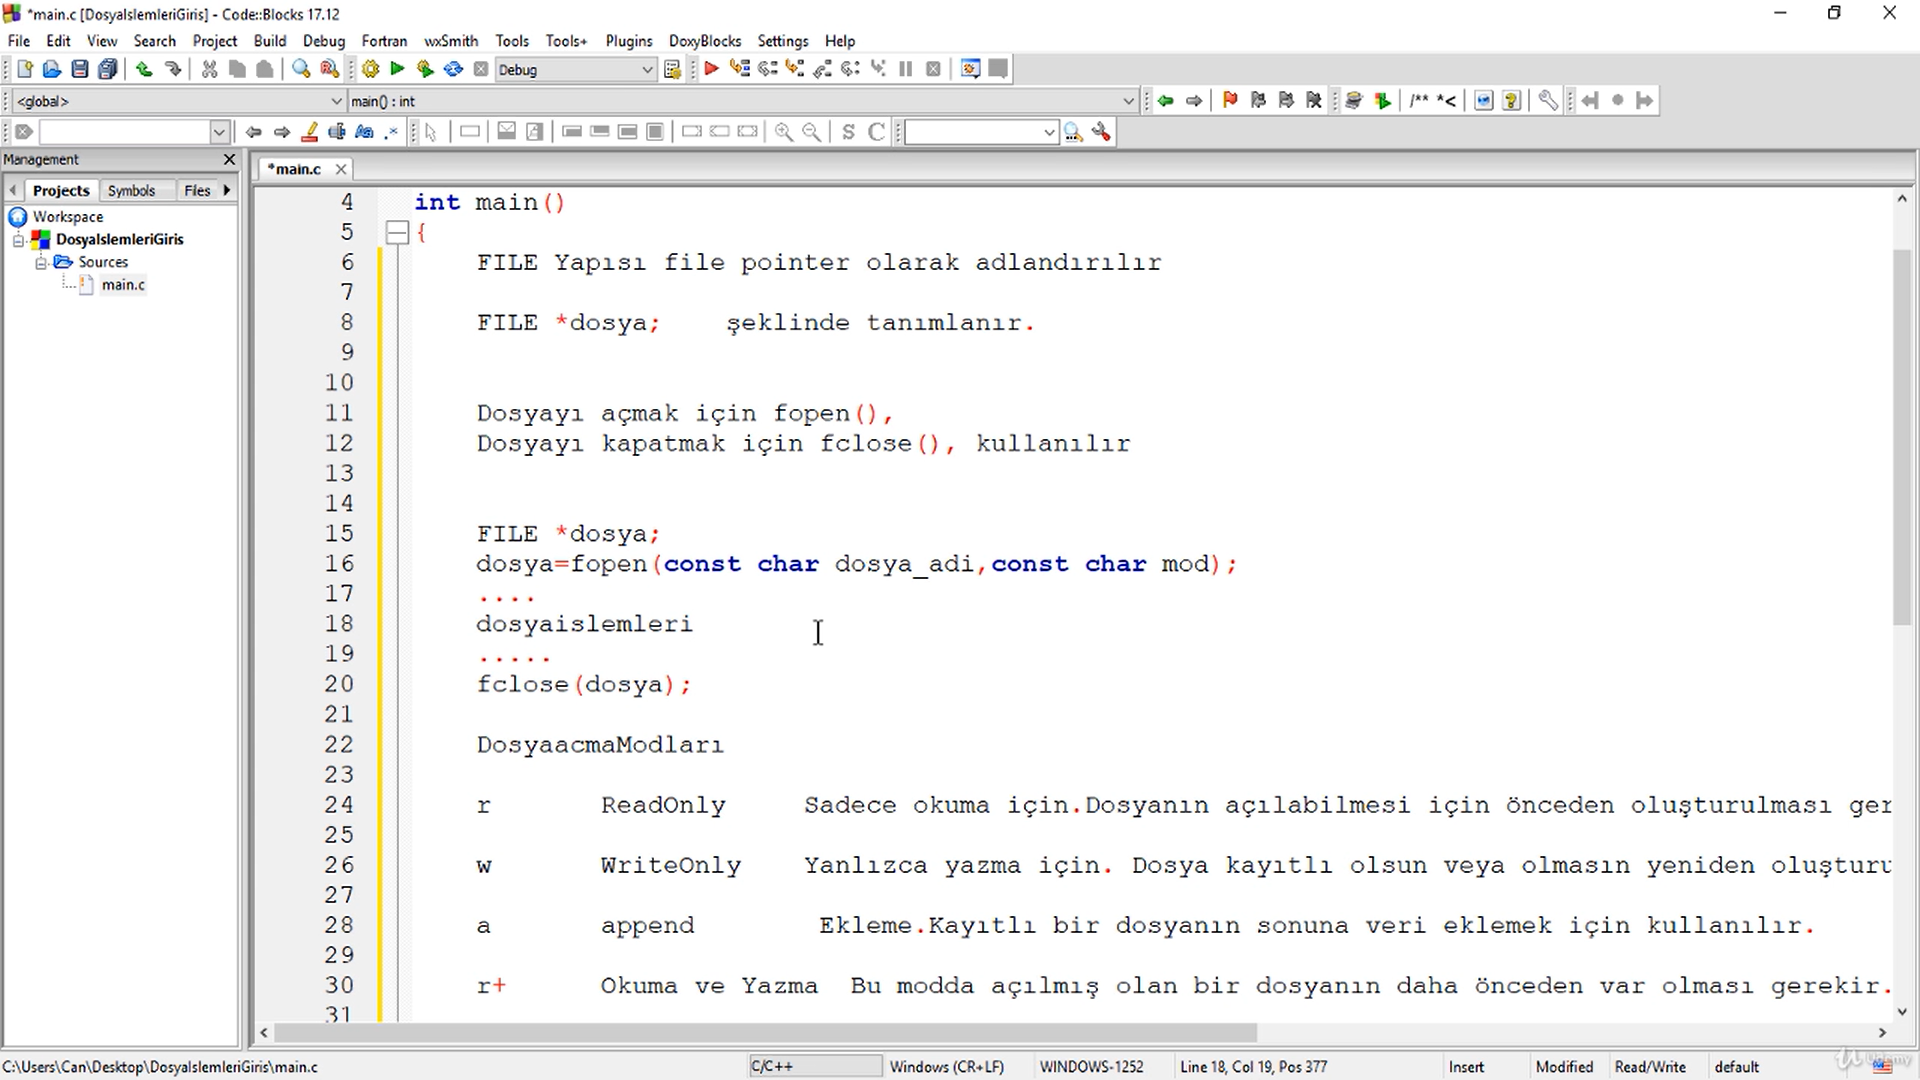 *main.c [DosyaIslemleriGiris] - Code::Blocks 17.12
File Edit View Search Project Build Debug Fortran wxSmith Tools Tools+ Plugins DoxyBlocks Settings Help
Debug
<global> main() : int
/** *<
S C
Management
Projects Symbols Files
*main.c
Workspace
DosyaIslemleriGiris
Sources
main.c
4 int main()
5 {
6 FILE Yapısı file pointer olarak adlandırılır
7
8 FILE *dosya; şeklinde tanımlanır.
9
10
11 Dosyayı açmak için fopen(),
12 Dosyayı kapatmak için fclose(), kullanılır
13
14
15 FILE *dosya;
16 dosya=fopen(const char dosya_adi,const char mod);
17 ....
18 dosyaislemleri
19 .....
20 fclose(dosya);
21
22 DosyaacmaModları
23
24 r ReadOnly Sadece okuma için.Dosyanın açılabilmesi için önceden oluşturulması ger
25
26 w WriteOnly Yanlızca yazma için. Dosya kayıtlı olsun veya olmasın yeniden oluşturu
27
28 a append Ekleme.Kayıtlı bir dosyanın sonuna veri eklemek için kullanılır.
29
30 r+ Okuma ve Yazma Bu modda açılmış olan bir dosyanın daha önceden var olması gerekir.
31
C:\Users\Can\Desktop\DosyaIslemleriGiris\main.c C/C++ Windows (CR+LF) WINDOWS-1252 Line 18, Col 19, Pos 377 Insert Modified Read/Write default
Udemy